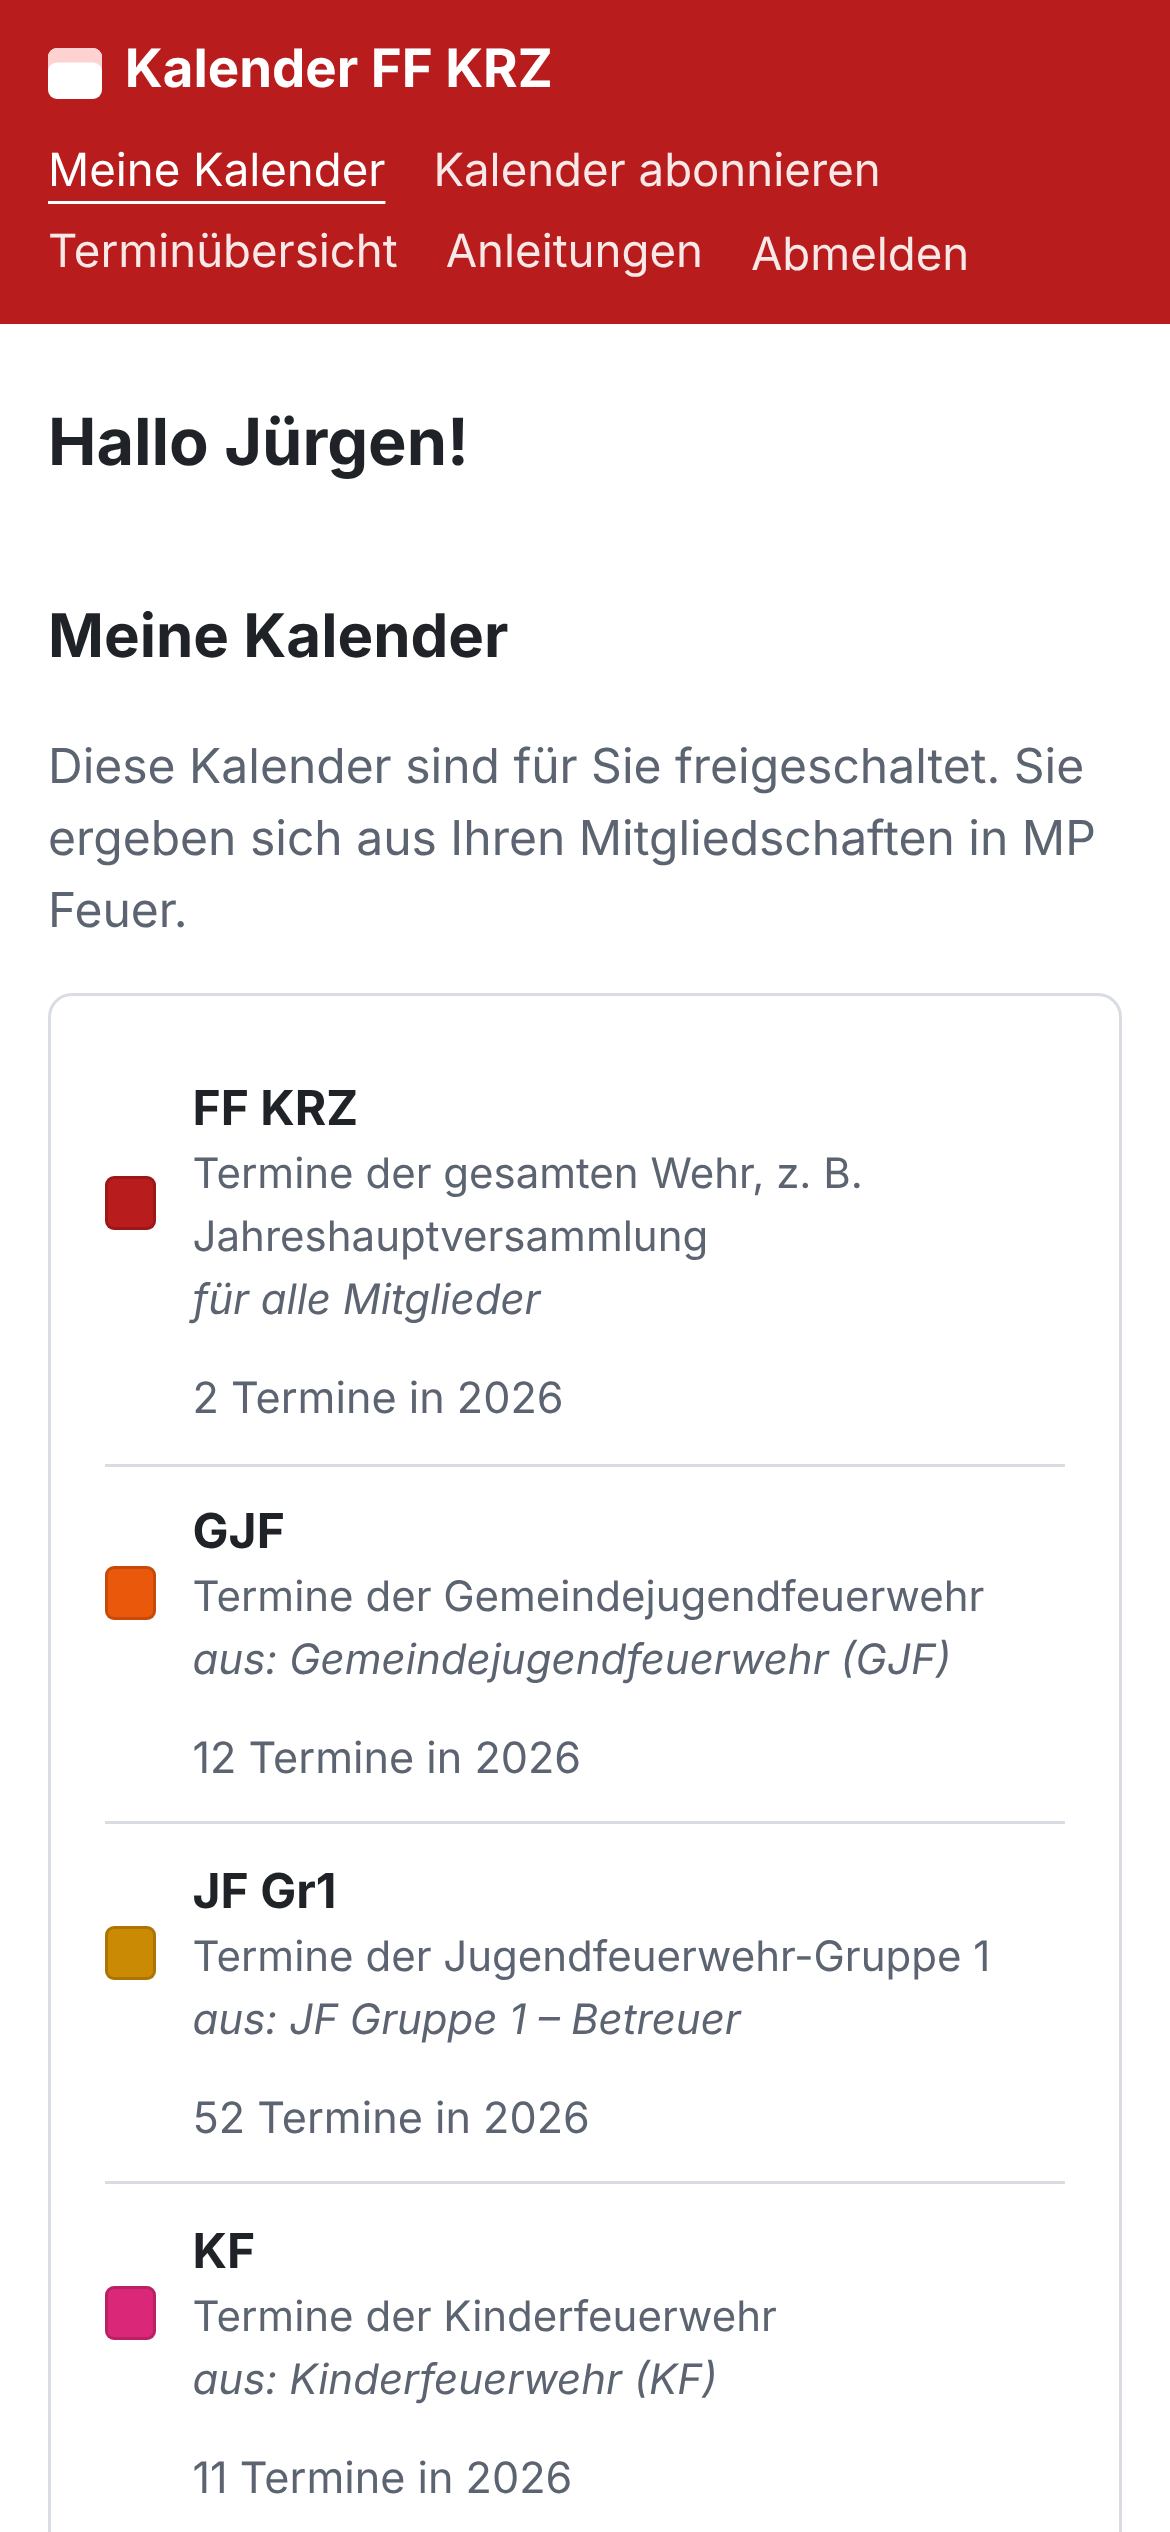 Kalender FF KRZ
Meine Kalender Kalender abonnieren
Terminübersicht Anleitungen Abmelden
Hallo Jürgen!
Meine Kalender
Diese Kalender sind für Sie freigeschaltet. Sie
ergeben sich aus Ihren Mitgliedschaften in MP
Feuer.
FF KRZ
Termine der gesamten Wehr, z. B.
Jahreshauptversammlung
für alle Mitglieder
2 Termine in 2026
GJF
Termine der Gemeindejugendfeuerwehr
aus: Gemeindejugendfeuerwehr (GJF)
12 Termine in 2026
JF Gr1
Termine der Jugendfeuerwehr-Gruppe 1
aus: JF Gruppe 1 – Betreuer
52 Termine in 2026
KF
Termine der Kinderfeuerwehr
aus: Kinderfeuerwehr (KF)
11 Termine in 2026